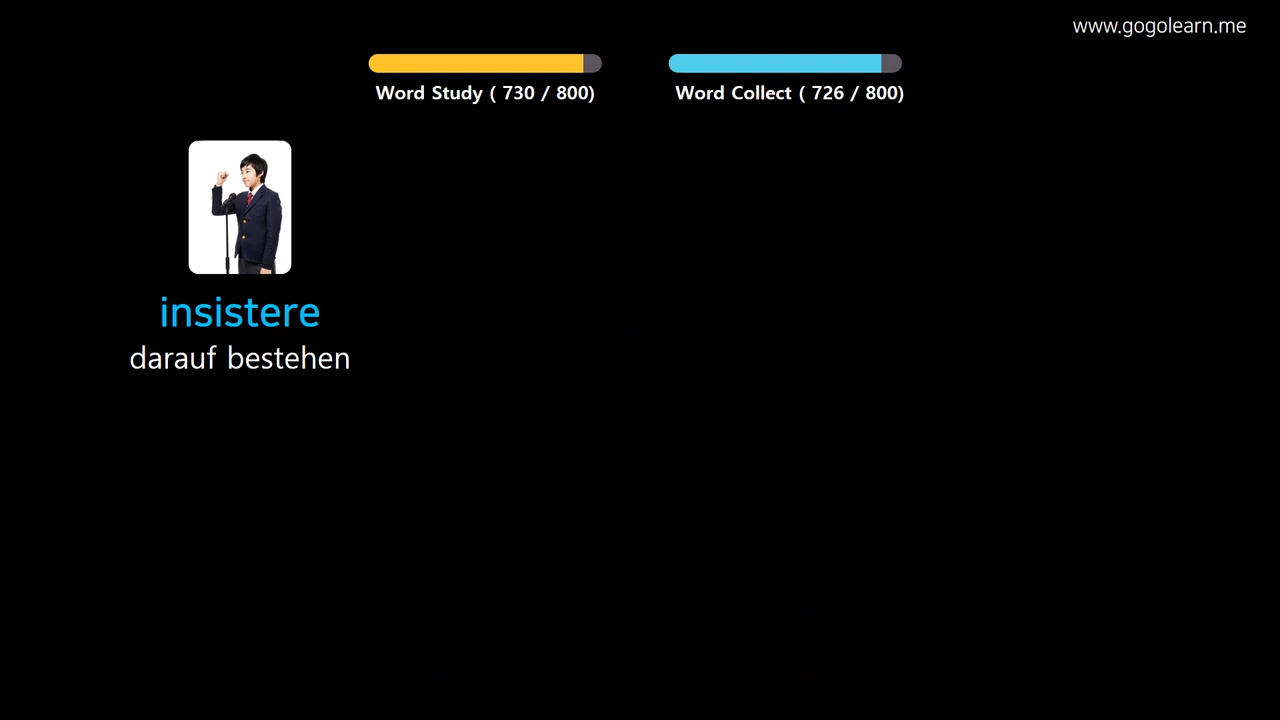 www.gogolearn.me
Word Study ( 730 / 800)
Word Collect ( 726 / 800)
insistere
darauf bestehen